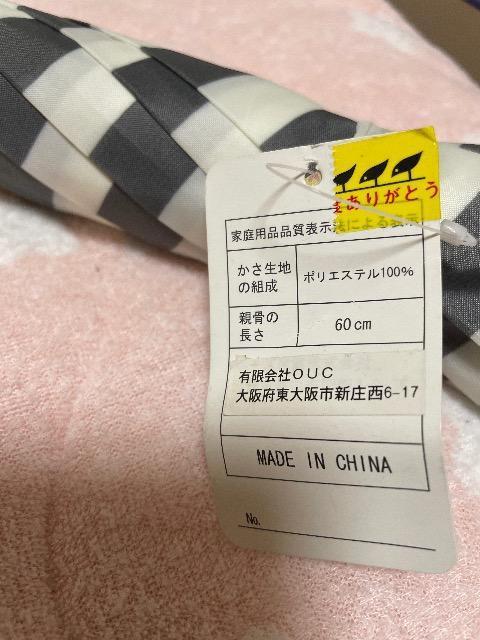 ありがとう
家庭用品品質表示法による表示
かさ生地
の組成
ポリエステル100%
親骨の
長さ
60cm
有限会社OUC
大阪府東大阪市新庄西6-17
MADE IN CHINA
No.